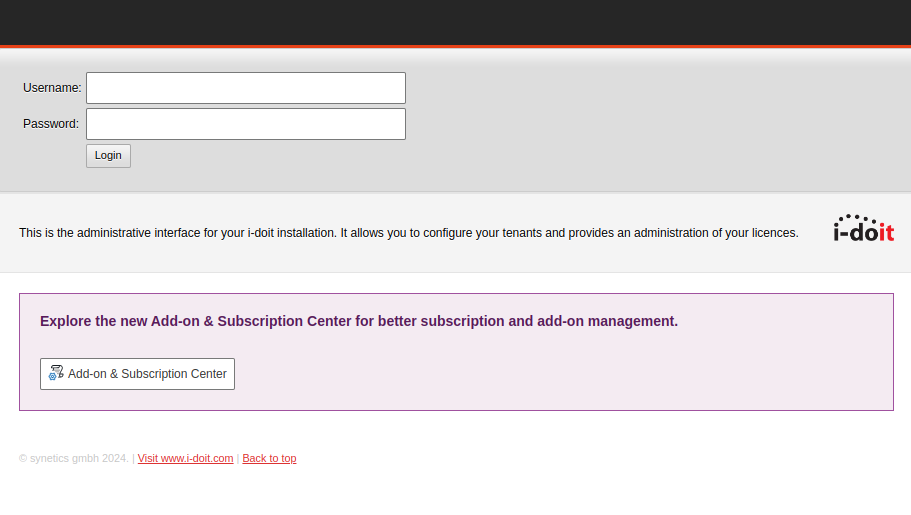 Username:
Password:
Login
This is the administrative interface for your i-doit installation. It allows you to configure your tenants and provides an administration of your licences.
i-doit
Explore the new Add-on & Subscription Center for better subscription and add-on management.
Add-on & Subscription Center
© synetics gmbh 2024. | Visit www.i-doit.com | Back to top